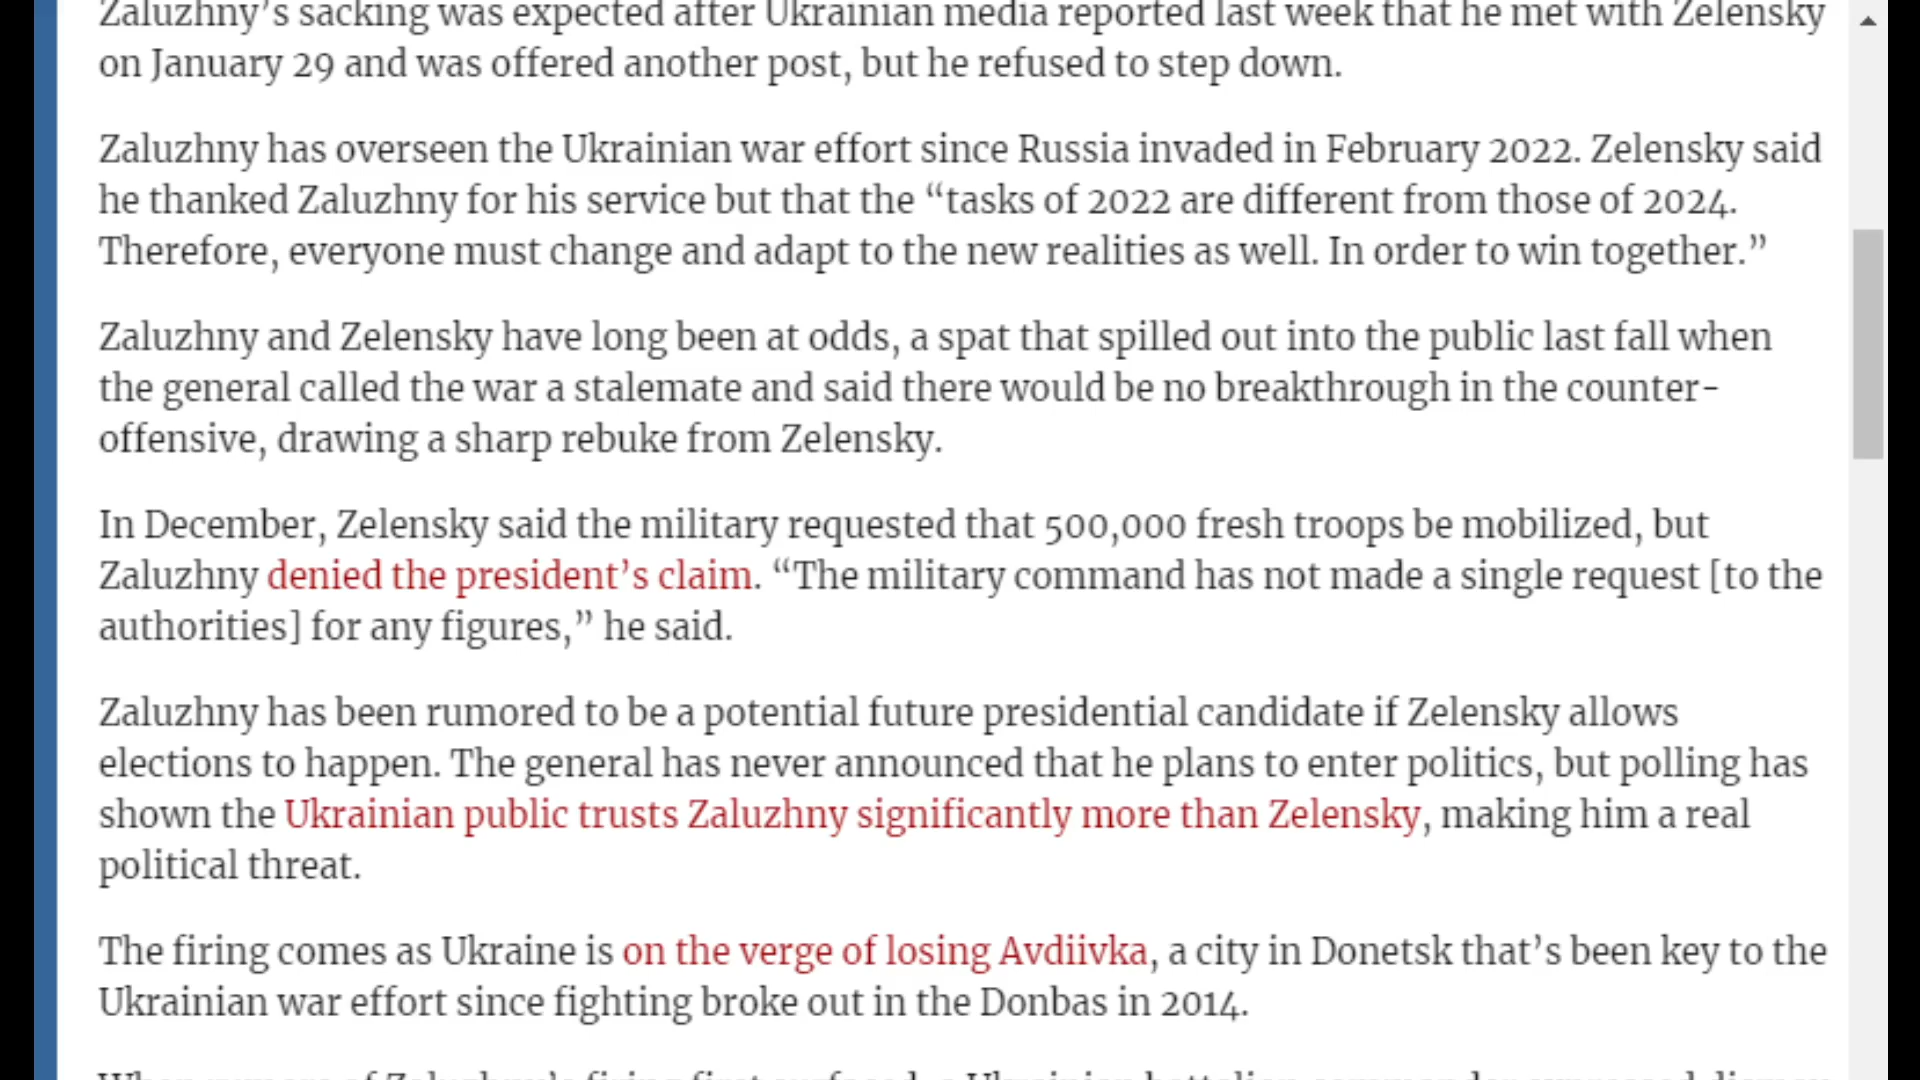 Zaluzhny’s sacking was expected after Ukrainian media reported last week that he met with Zelensky
on January 29 and was offered another post, but he refused to step down.
Zaluzhny has overseen the Ukrainian war effort since Russia invaded in February 2022. Zelensky said
he thanked Zaluzhny for his service but that the “tasks of 2022 are different from those of 2024.
Therefore, everyone must change and adapt to the new realities as well. In order to win together.”
Zaluzhny and Zelensky have long been at odds, a spat that spilled out into the public last fall when
the general called the war a stalemate and said there would be no breakthrough in the counter-
offensive, drawing a sharp rebuke from Zelensky.
In December, Zelensky said the military requested that 500,000 fresh troops be mobilized, but
Zaluzhny denied the president’s claim. “The military command has not made a single request [to the
authorities] for any figures,” he said.
Zaluzhny has been rumored to be a potential future presidential candidate if Zelensky allows
elections to happen. The general has never announced that he plans to enter politics, but polling has
shown the Ukrainian public trusts Zaluzhny significantly more than Zelensky, making him a real
political threat.
The firing comes as Ukraine is on the verge of losing Avdiivka, a city in Donetsk that’s been key to the
Ukrainian war effort since fighting broke out in the Donbas in 2014.